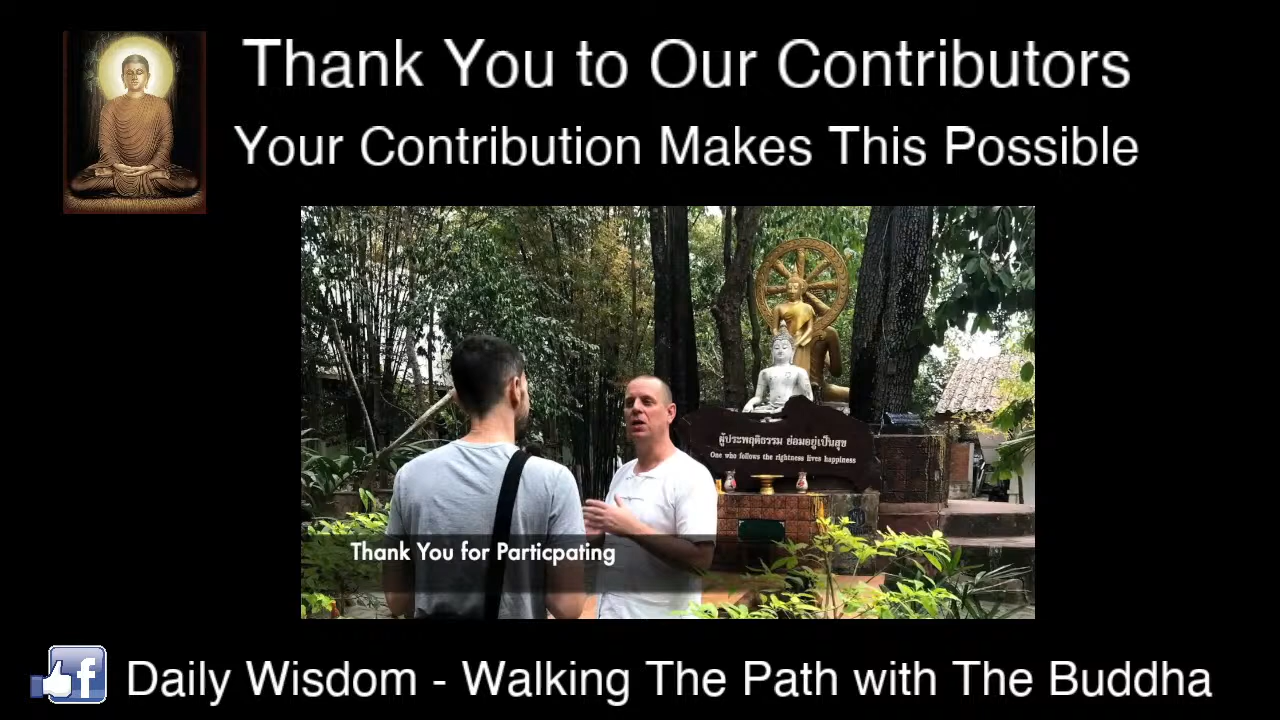 Thank You to Our Contributors
Your Contribution Makes This Possible
ผู้ประพฤติธรรม ย่อมอยู่เป็นสุข
One who follows the rightness lives happiness
Thank You for Particpating
f
Daily Wisdom - Walking The Path with The Buddha